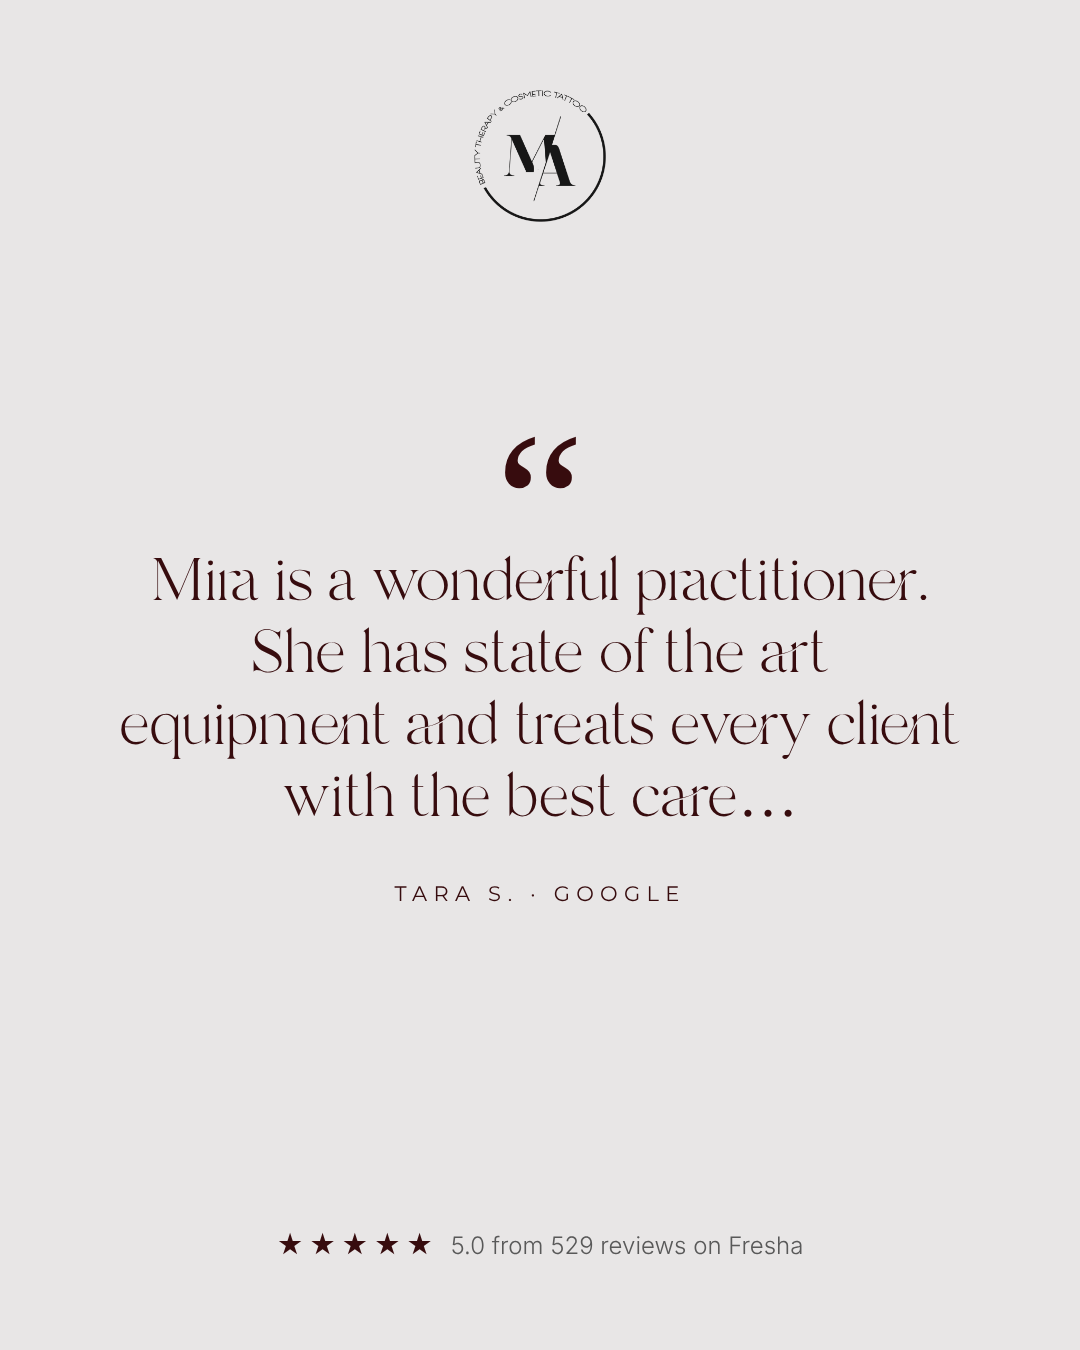 BEAUTY THERAPY & COSMETIC TATTOO
MA
“
Mira is a wonderful practitioner.
She has state of the art
equipment and treats every client
with the best care...
TARA S. · GOOGLE
★★★★★ 5.0 from 529 reviews on Fresha